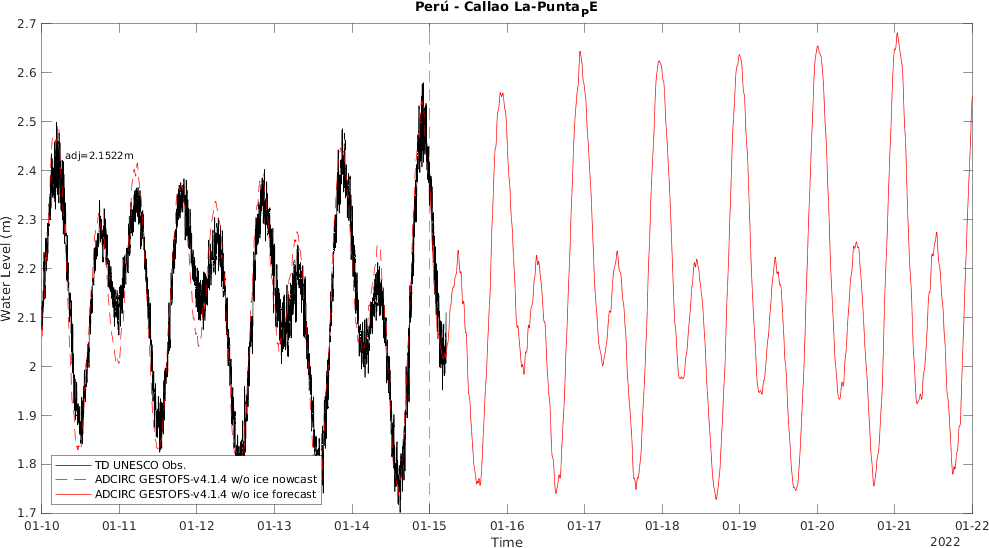 Perú - Callao La-PuntaPE
2.7
2.6
2.5
2.4
2.3
2.2
2.1
2
1.9
1.8
1.7
Water Level (m)
adj=2.1522m
TD UNESCO Obs.
ADCIRC GESTOFS-v4.1.4 w/o ice nowcast
ADCIRC GESTOFS-v4.1.4 w/o ice forecast
01-10 01-11 01-12 01-13 01-14 01-15 01-16 01-17 01-18 01-19 01-20 01-21 01-22
Time
2022